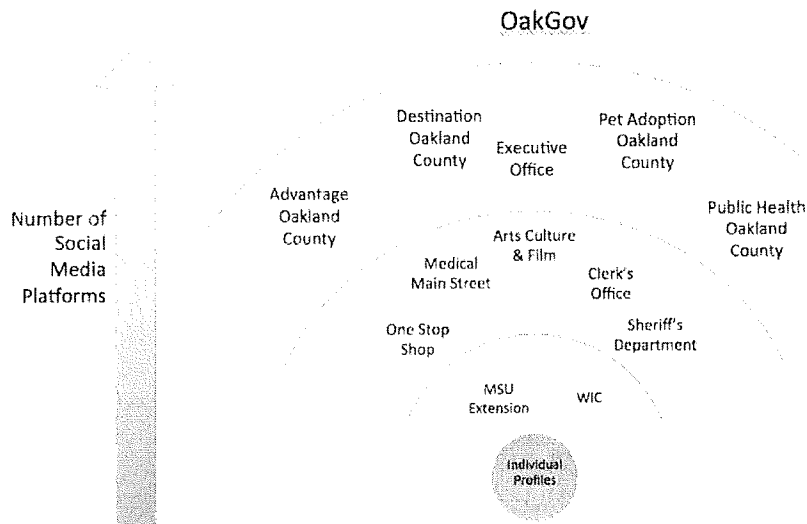 OakGov
Destination
Oakland
County
Executive
Office
Pet Adoption
Oakland
County
Advantage
Oakland
County
Public Health
Oakland
County
Number of
Social
Media
Platforms
Arts Culture
& Film
Medical
Main Street
Clerk's
Office
One Stop
Shop
Sheriff's
Department
MSU
Extension
WIC
Individual
Profiles